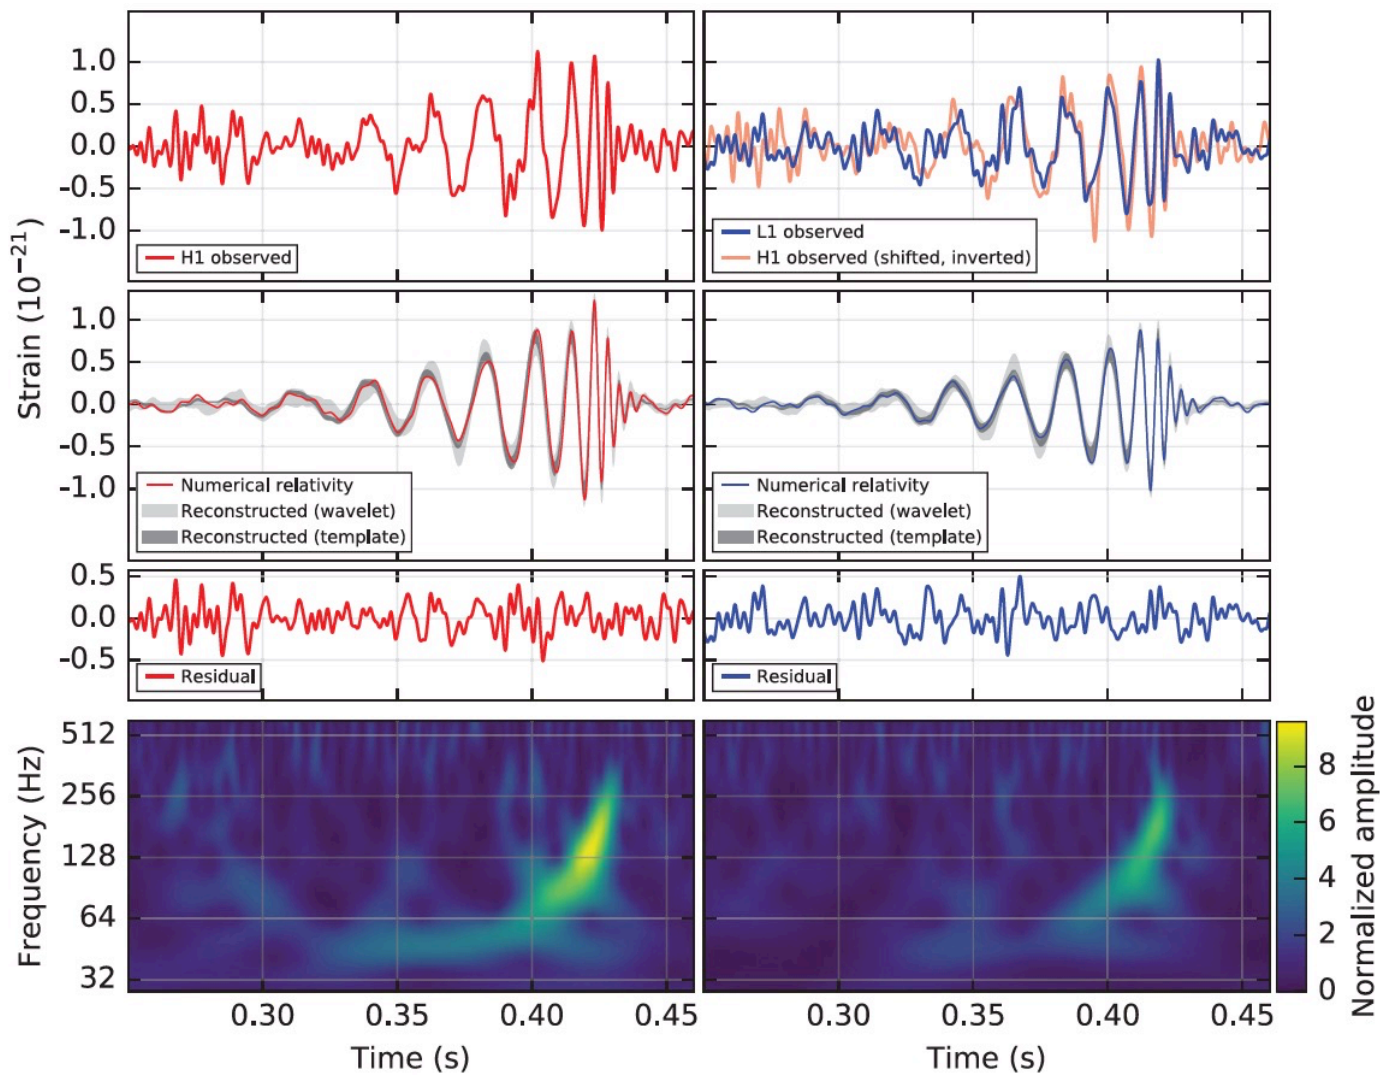 1.0
0.5
0.0
-0.5
-1.0
H1 observed
L1 observed
H1 observed (shifted, inverted)
Strain (10⁻²¹)
1.0
0.5
0.0
-0.5
-1.0
Numerical relativity
Reconstructed (wavelet)
Reconstructed (template)
Numerical relativity
Reconstructed (wavelet)
Reconstructed (template)
0.5
0.0
-0.5
Residual
Residual
Frequency (Hz)
512
256
128
64
32
Normalized amplitude
8
6
4
2
0
0.30 0.35 0.40 0.45
0.30 0.35 0.40 0.45
Time (s)
Time (s)